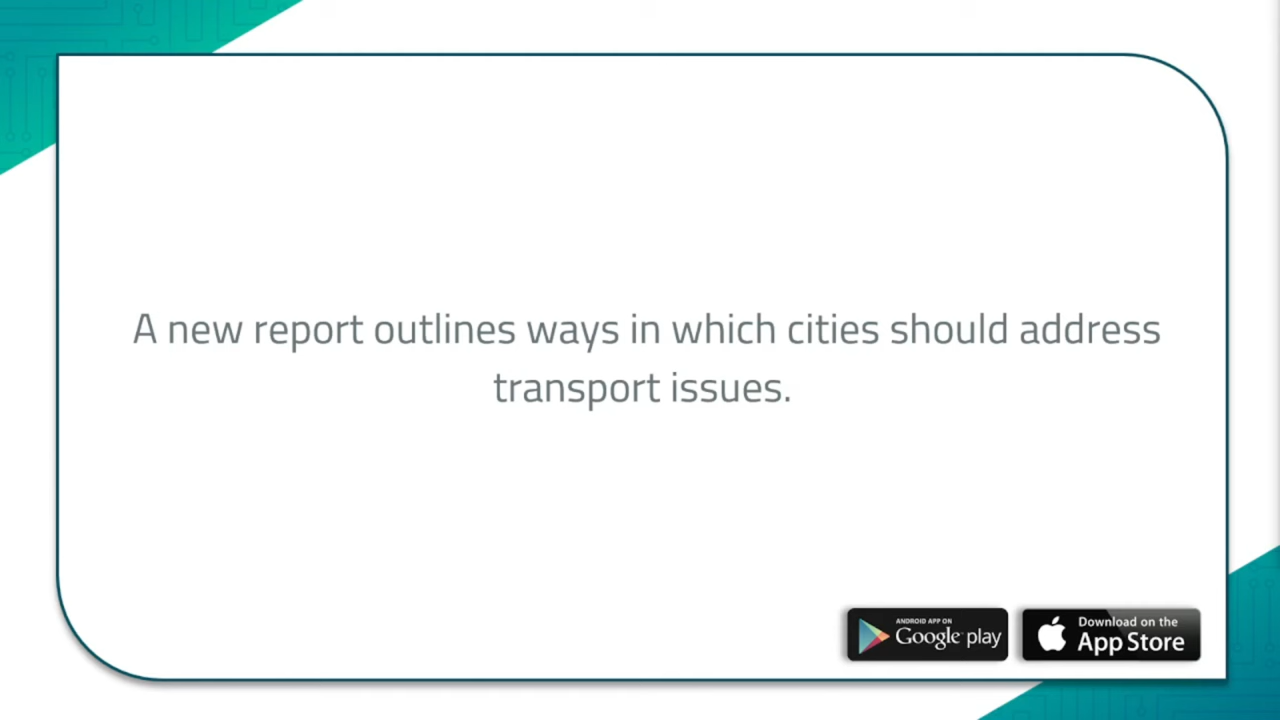 A new report outlines ways in which cities should address
transport issues.
ANDROID APP ON
Google play
Download on the
App Store